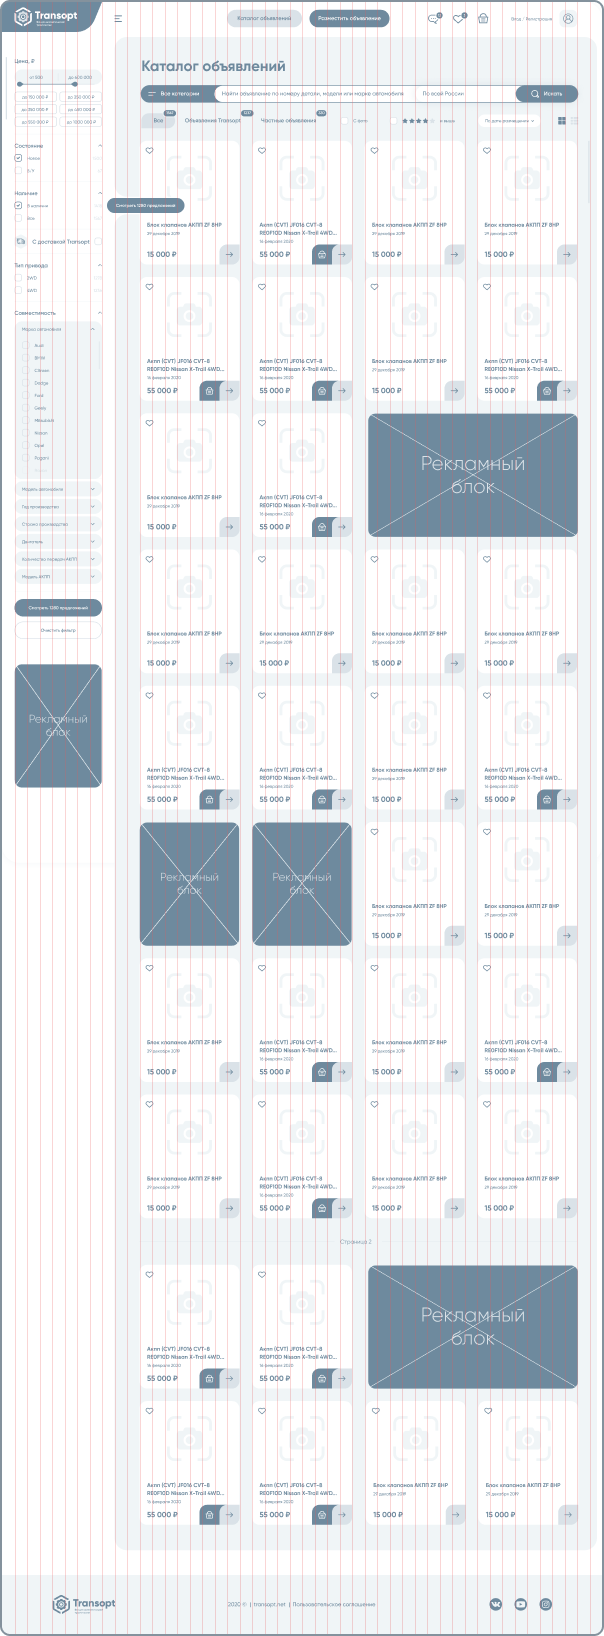 Transopt
Каталог объявлений
Разместить объявление
Вход / Регистрация
Каталог объявлений
Все категории
Найти объявление по номеру детали, модели или марке автомобиля
По всей России
Искать
Все
Объявления Transopt
Частные объявления
С фото
и выше
По дате размещения
Цена, ₽
от 500
до 600 000
до 150 000 ₽
до 300 000 ₽
до 350 000 ₽
до 450 000 ₽
до 550 000 ₽
до 1000 000 ₽
Состояние
Новые
Б/У
Наличие
В наличии
Все
Смотреть 1280 предложений
С доставкой Transopt
Тип привода
2WD
4WD
Совместимость
Марка автомобиля
Audi
BMW
Citroen
Dodge
Ford
Geely
Mitsubishi
Nissan
Opel
Pagani
Модель автомобиля
Год производства
Страна производства
Двигатель
Количество передач АКПП
Модель АКПП
Смотреть 1280 предложений
Очистить фильтр
Рекламный
блок
Блок клапанов АКПП ZF 8HP
29 декабря 2019
15 000 ₽
Акпп (CVT) JF016 CVT-8
RE0F10D Nissan X-Trail 4WD...
16 февраля 2020
55 000 ₽
Блок клапанов АКПП ZF 8HP
29 декабря 2019
15 000 ₽
Блок клапанов АКПП ZF 8HP
29 декабря 2019
15 000 ₽
Акпп (CVT) JF016 CVT-8
RE0F10D Nissan X-Trail 4WD...
16 февраля 2020
55 000 ₽
Акпп (CVT) JF016 CVT-8
RE0F10D Nissan X-Trail 4WD...
16 февраля 2020
55 000 ₽
Блок клапанов АКПП ZF 8HP
29 декабря 2019
15 000 ₽
Акпп (CVT) JF016 CVT-8
RE0F10D Nissan X-Trail 4WD...
16 февраля 2020
55 000 ₽
Блок клапанов АКПП ZF 8HP
29 декабря 2019
15 000 ₽
Акпп (CVT) JF016 CVT-8
RE0F10D Nissan X-Trail 4WD...
16 февраля 2020
55 000 ₽
Рекламный
блок
Блок клапанов АКПП ZF 8HP
29 декабря 2019
15 000 ₽
Блок клапанов АКПП ZF 8HP
29 декабря 2019
15 000 ₽
Блок клапанов АКПП ZF 8HP
29 декабря 2019
15 000 ₽
Блок клапанов АКПП ZF 8HP
29 декабря 2019
15 000 ₽
Акпп (CVT) JF016 CVT-8
RE0F10D Nissan X-Trail 4WD...
16 февраля 2020
55 000 ₽
Акпп (CVT) JF016 CVT-8
RE0F10D Nissan X-Trail 4WD...
16 февраля 2020
55 000 ₽
Блок клапанов АКПП ZF 8HP
29 декабря 2019
15 000 ₽
Акпп (CVT) JF016 CVT-8
RE0F10D Nissan X-Trail 4WD...
16 февраля 2020
55 000 ₽
Рекламный
блок
Рекламный
блок
Блок клапанов АКПП ZF 8HP
29 декабря 2019
15 000 ₽
Блок клапанов АКПП ZF 8HP
29 декабря 2019
15 000 ₽
Блок клапанов АКПП ZF 8HP
29 декабря 2019
15 000 ₽
Акпп (CVT) JF016 CVT-8
RE0F10D Nissan X-Trail 4WD...
16 февраля 2020
55 000 ₽
Блок клапанов АКПП ZF 8HP
29 декабря 2019
15 000 ₽
Акпп (CVT) JF016 CVT-8
RE0F10D Nissan X-Trail 4WD...
16 февраля 2020
55 000 ₽
Блок клапанов АКПП ZF 8HP
29 декабря 2019
15 000 ₽
Акпп (CVT) JF016 CVT-8
RE0F10D Nissan X-Trail 4WD...
16 февраля 2020
55 000 ₽
Блок клапанов АКПП ZF 8HP
29 декабря 2019
15 000 ₽
Блок клапанов АКПП ZF 8HP
29 декабря 2019
15 000 ₽
Страница 2
Акпп (CVT) JF016 CVT-8
RE0F10D Nissan X-Trail 4WD...
16 февраля 2020
55 000 ₽
Акпп (CVT) JF016 CVT-8
RE0F10D Nissan X-Trail 4WD...
16 февраля 2020
55 000 ₽
Рекламный
блок
Акпп (CVT) JF016 CVT-8
RE0F10D Nissan X-Trail 4WD...
16 февраля 2020
55 000 ₽
Акпп (CVT) JF016 CVT-8
RE0F10D Nissan X-Trail 4WD...
16 февраля 2020
55 000 ₽
Блок клапанов АКПП ZF 8HP
29 декабря 2019
15 000 ₽
Блок клапанов АКПП ZF 8HP
29 декабря 2019
15 000 ₽
Transopt
2020 © | transopt.net | Пользовательское соглашение